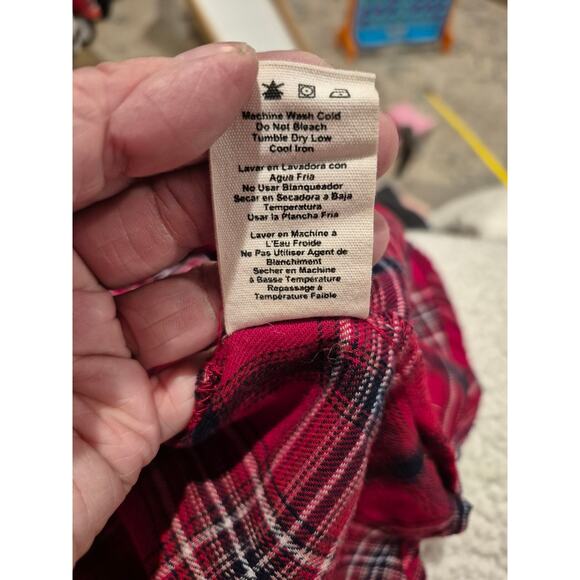 Machine Wash Cold
Do Not Bleach
Tumble Dry Low
Cool Iron
Lavar en Lavadora con
Agua Fria
No Usar Blanqueador
Secar en Secadora a Baja
Temperatura
Usar la Plancha Fria
Laver en Machine à
L'Eau Froide
Ne Pas Utiliser Agent de
Blanchiment
Sècher en Machine
à Basse Température
Repassage à
Température Faible